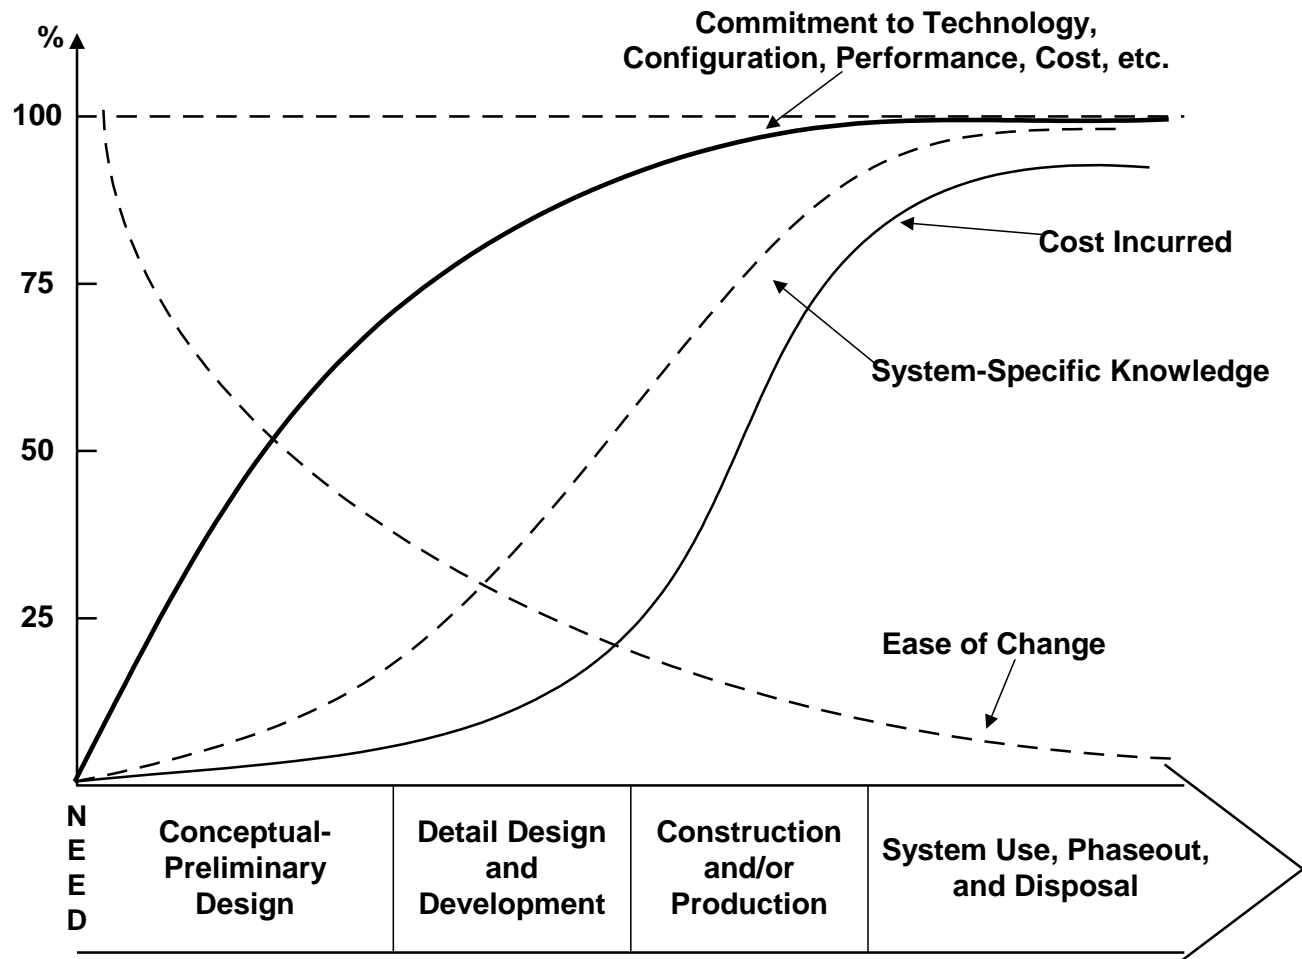 %
Commitment to Technology,
Configuration, Performance, Cost, etc.
100
75
50
25
Cost Incurred
System-Specific Knowledge
Ease of Change
N
E
E
D
Conceptual-
Preliminary
Design
Detail Design
and
Development
Construction
and/or
Production
System Use, Phaseout,
and Disposal